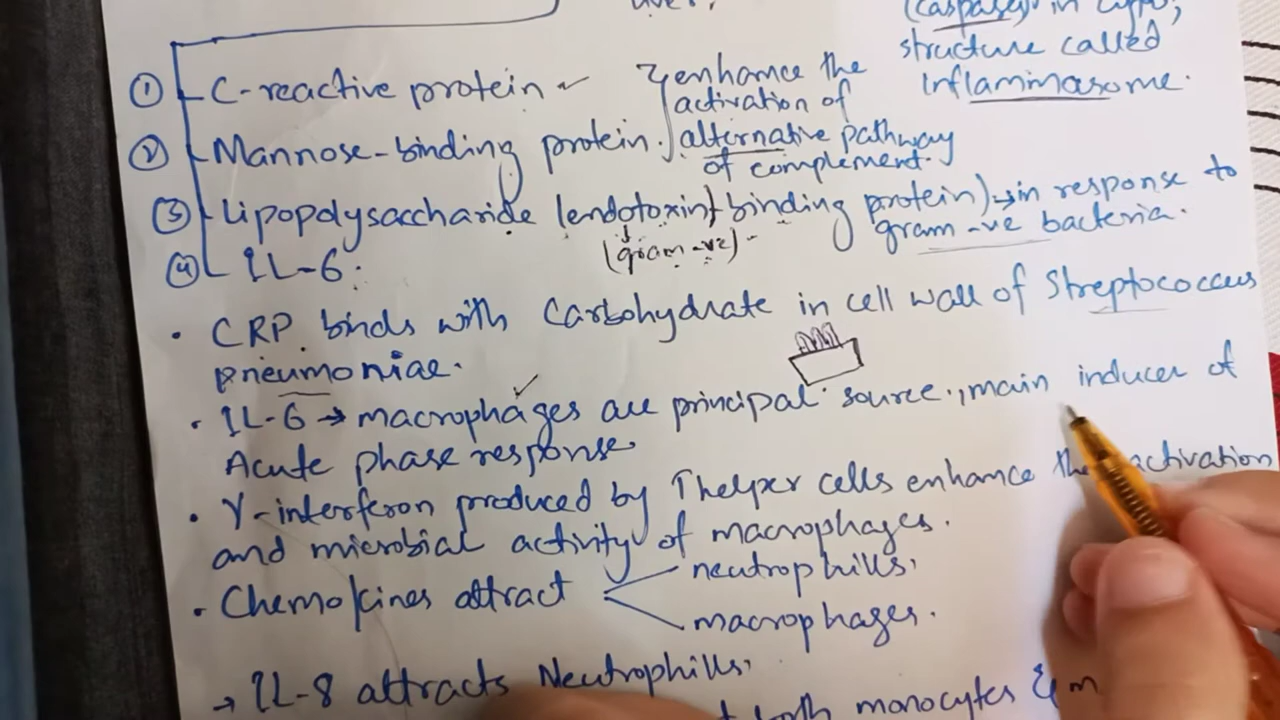 liver.
(caspases) in cyto,
structure called
Inflammasome.
① C-reactive protein
② Mannose-binding protein.
enhance the
activation of
alternative pathway
of complement.
③ Lipopolysaccharide (endotoxin)-binding protein) → in response to
gram -ve bacteria.
(gram -ve)
④ IL-6.
• CRP binds with Carbohydrate in cell wall of Streptococcus
pneumoniae.
• IL-6 → macrophages are principal source., main inducer of
Acute phase response
• γ-interferon produced by T helper cells enhance the activation
and microbial activity of macrophages.
• Chemokines attract
neutrophills.
macrophages.
→ IL-8 attracts Neutrophills.
both monocytes &